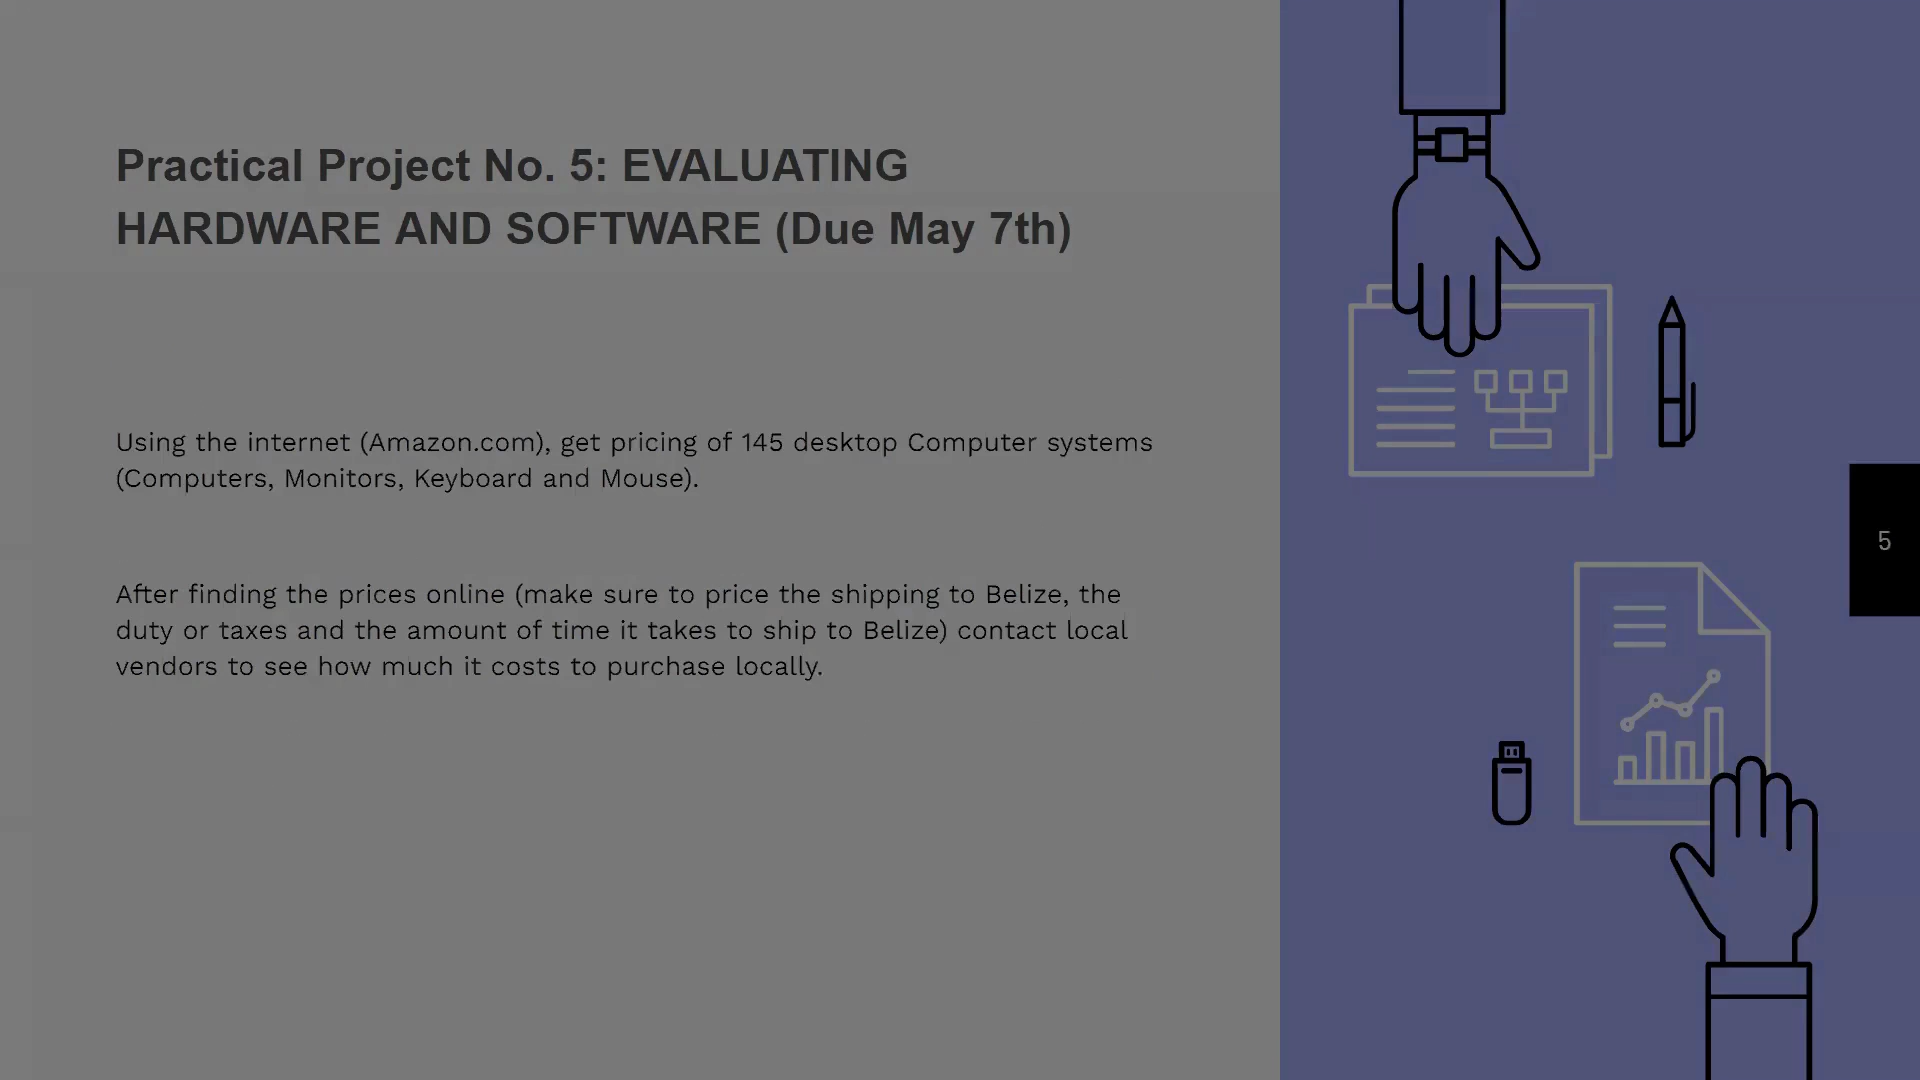 Practical Project No. 5: EVALUATING
HARDWARE AND SOFTWARE (Due May 7th)
Using the internet (Amazon.com), get pricing of 145 desktop Computer systems
(Computers, Monitors, Keyboard and Mouse).
After finding the prices online (make sure to price the shipping to Belize, the
duty or taxes and the amount of time it takes to ship to Belize) contact local
vendors to see how much it costs to purchase locally.
5